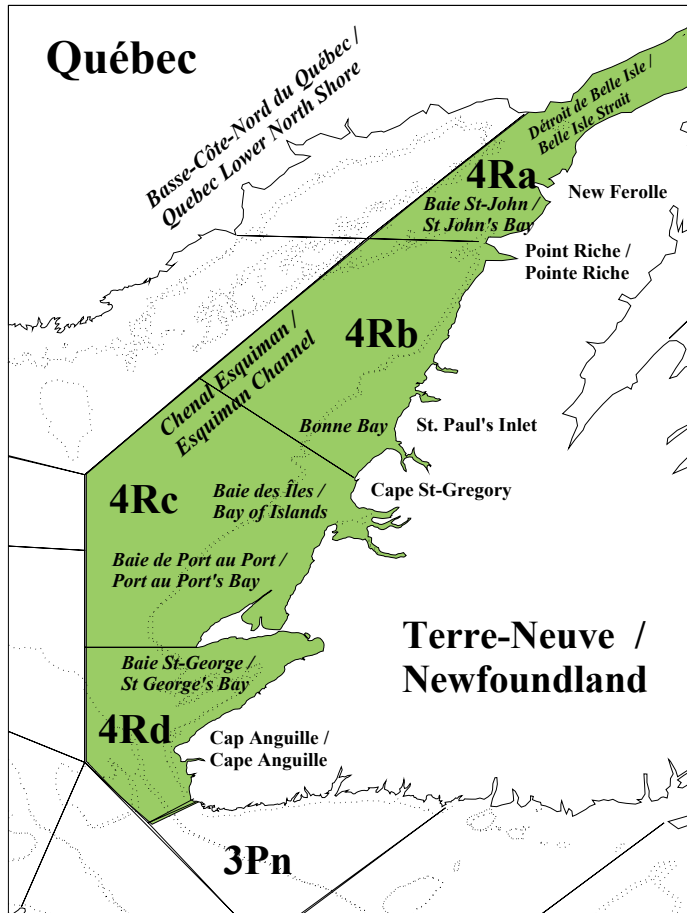 Québec
Basse-Côte-Nord du Québec /
Quebec Lower North Shore
Détroit de Belle Isle /
Belle Isle Strait
4Ra
New Ferolle
Baie St-John /
St John's Bay
Point Riche /
Pointe Riche
4Rb
Chenal Esquiman /
Esquiman Channel
Bonne Bay
St. Paul's Inlet
4Rc
Baie des Îles /
Bay of Islands
Cape St-Gregory
Baie de Port au Port /
Port au Port's Bay
Terre-Neuve /
Newfoundland
Baie St-George /
St George's Bay
4Rd
Cap Anguille /
Cape Anguille
3Pn